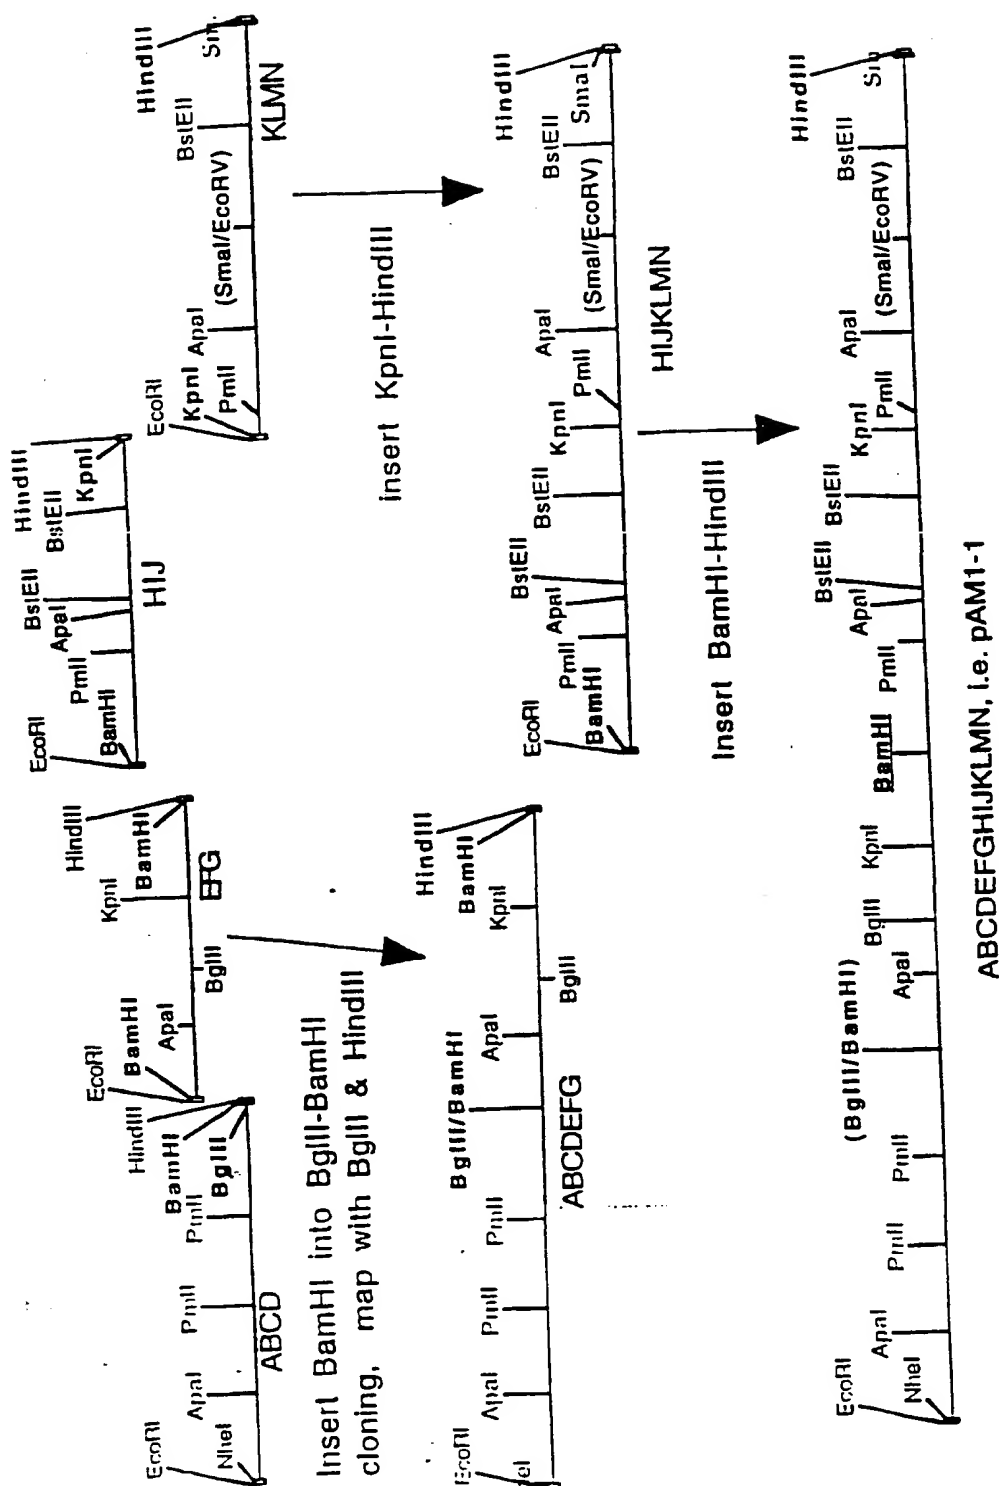 EcoRI
NheI
ApaI
PmlI
PmlI
BglII
BamHI
HindIII
ABCD
EcoRI
BamHI
ApaI
BglII
KpnI
BamHI
HindIII
EFG
EcoRI
BamHI
PmlI
ApaI
BstEII
BstEII
KpnI
HindIII
HIJ
EcoRI
KpnI
PmlI
ApaI
(SmaI/EcoRV)
BstEII
HindIII
KLMN
Insert BamHI into BglII-BamHI
cloning, map with BglII & HindIII
insert KpnI-HindIII
EcoRI
ApaI
PmlI
PmlI
BglII/BamHI
ApaI
BglII
KpnI
BamHI
HindIII
ABCDEFG
EcoRI
BamHI
PmlI
ApaI
BstEII
BstEII
KpnI
PmlI
ApaI
(SmaI/EcoRV)
BstEII
SmaI
HindIII
HIJKLMN
Insert BamHI-HindIII
EcoRI
NheI
ApaI
PmlI
PmlI
(BglII/BamHI)
ApaI
BglII
KpnI
BamHI
PmlI
ApaI
BstEII
BstEII
KpnI
PmlI
ApaI
(SmaI/EcoRV)
BstEII
HindIII
ABCDEFGHIJKLMN, i.e. pAM1-1